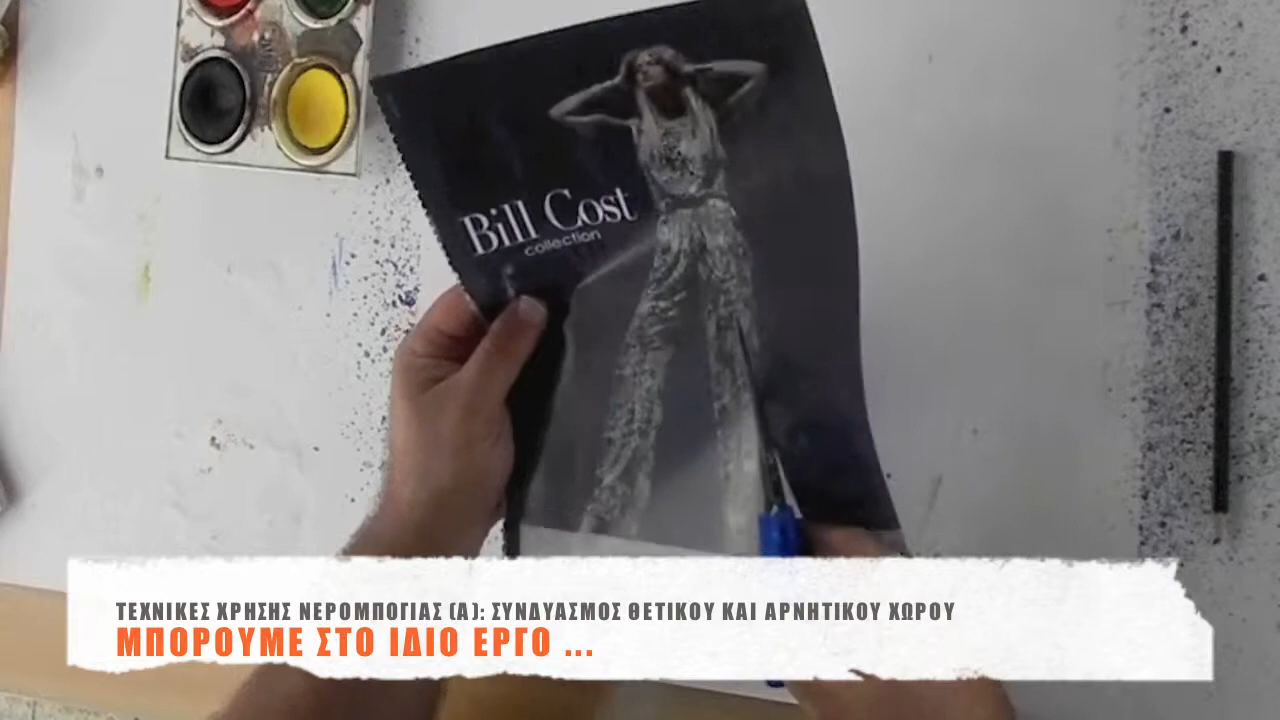 Bill Cost
collection
ΤΕΧΝΙΚΕΣ ΧΡΗΣΗΣ ΝΕΡΟΜΠΟΓΙΑΣ (Α): ΣΥΝΔΥΑΣΜΟΣ ΘΕΤΙΚΟΥ ΚΑΙ ΑΡΝΗΤΙΚΟΥ ΧΩΡΟΥ
ΜΠΟΡΟΥΜΕ ΣΤΟ ΙΔΙΟ ΕΡΓΟ ...